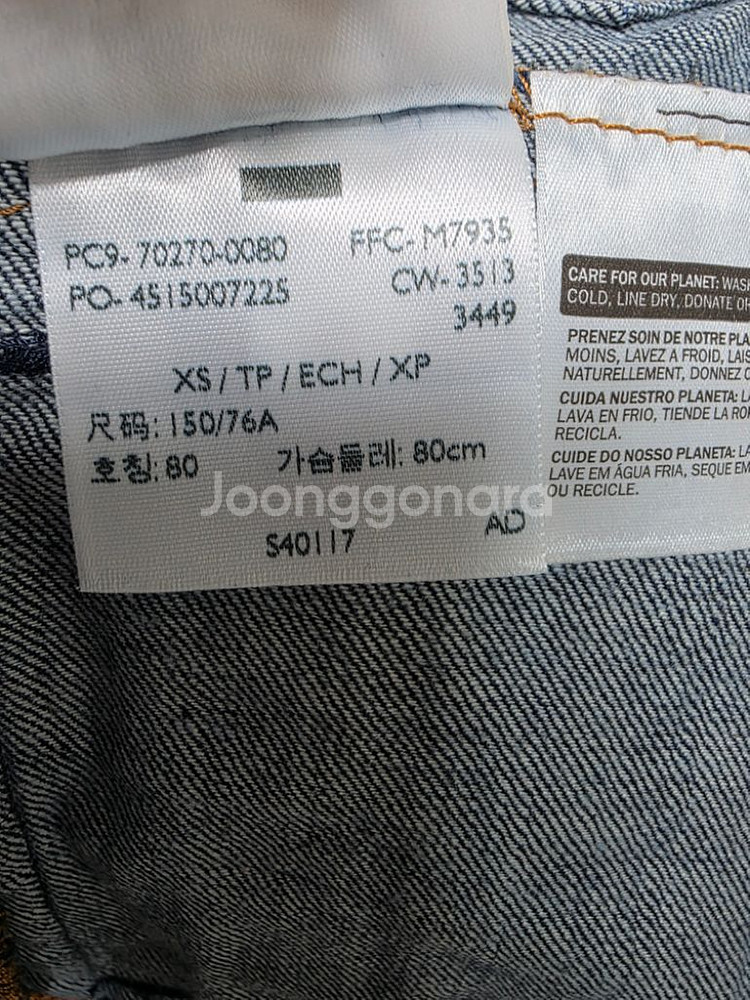 PC9- 70270-0080 FFC- M7935
PO- 4515007225 CW- 3513
3449
XS / TP / ECH / XP
尺码: 150/76A
호칭: 80 가슴둘레: 80cm
Joonggonara
AD
S40117
CARE FOR OUR PLANET: WASH
COLD, LINE DRY, DONATE O
PRENEZ SOIN DE NOTRE PLA
MOINS, LAVEZ A FROID, LAIS
NATURELLEMENT, DONNEZ O
CUIDA NUESTRO PLANETA: LA
LAVA EN FRIO, TIENDE LA RO
RECICLA.
CUIDE DO NOSSO PLANETA: LA
LAVE EM ÁGUA FRIA, SEQUE EM
OU RECICLE.